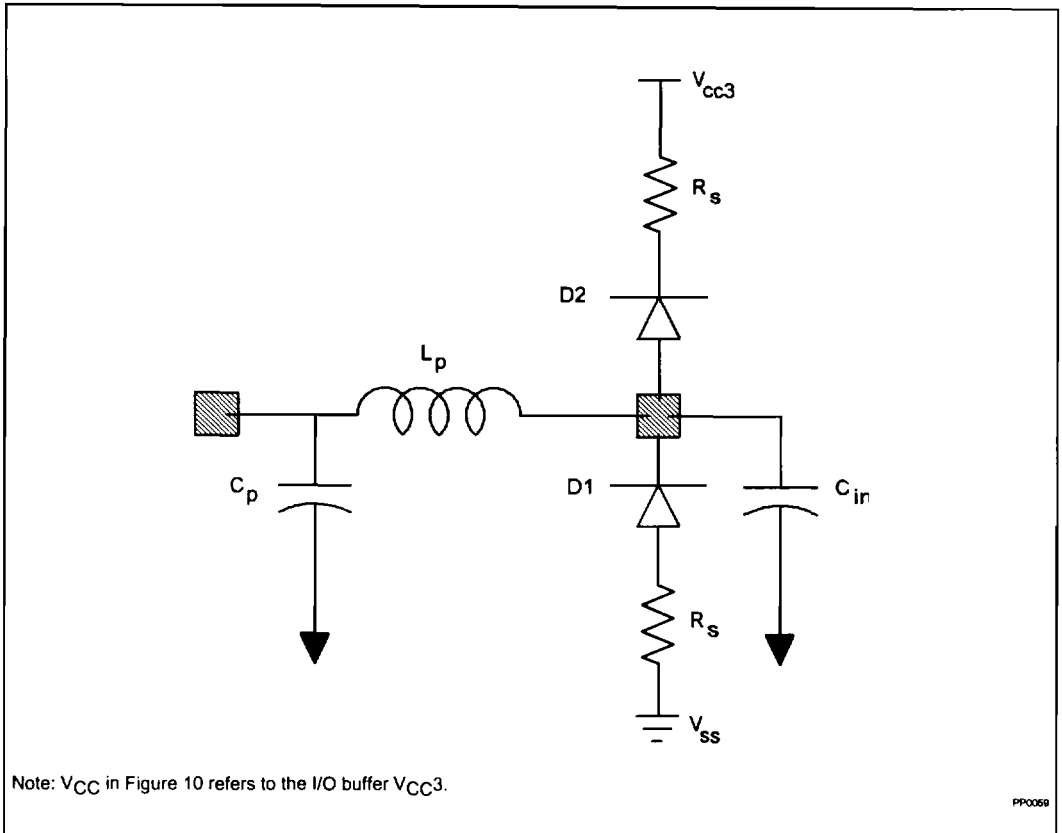 Vcc3
Rs
D2
Lp
Cp
D1
Cin
Rs
Vss
Note: VCC in Figure 10 refers to the I/O buffer VCC3.
PP0059